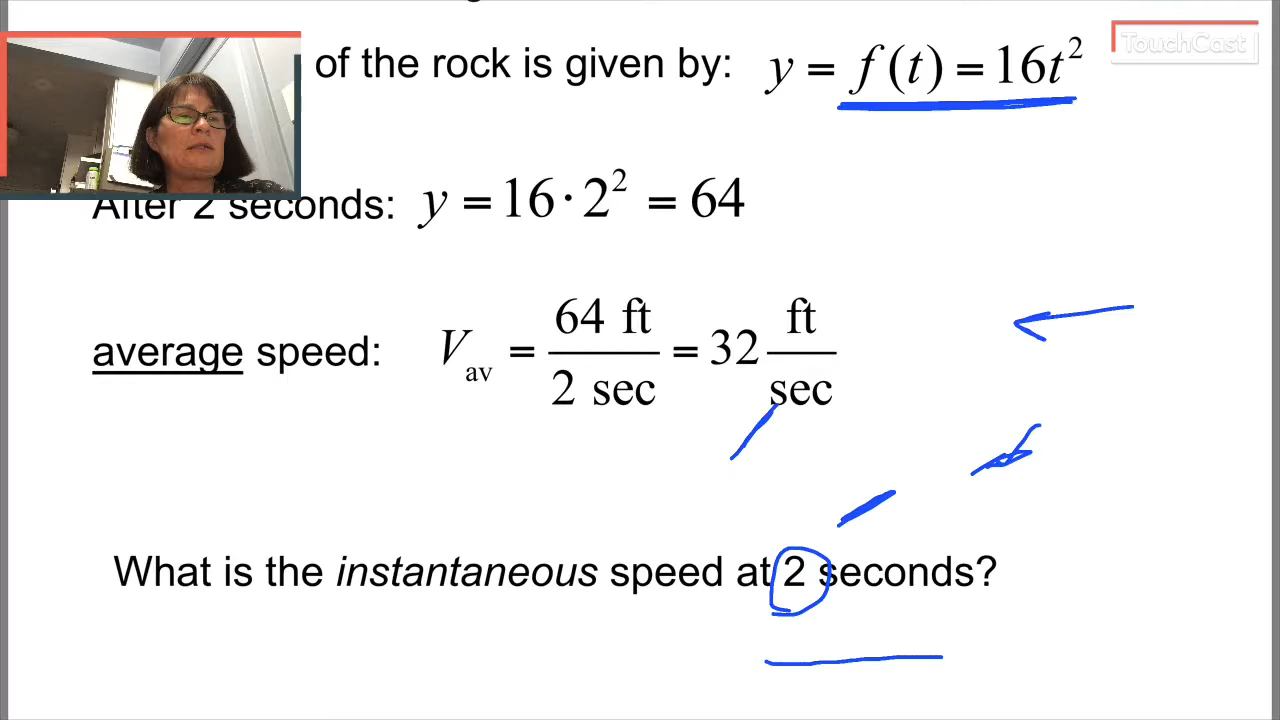 TouchCast
of the rock is given by: y = f(t) = 16t²
After 2 seconds: y = 16 · 2² = 64
average speed: V_av = 64 ft / 2 sec = 32 ft / sec
What is the instantaneous speed at 2 seconds?